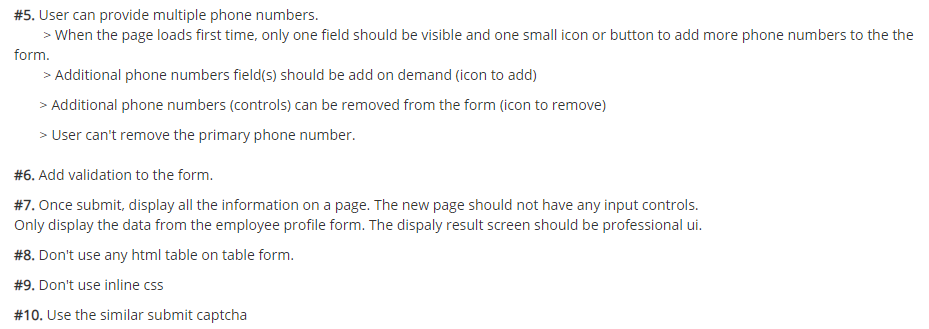 #5. User can provide multiple phone numbers.
> When the page loads first time, only one field should be visible and one small icon or button to add more phone numbers to the the
form.
> Additional phone numbers field(s) should be add on demand (icon to add)
> Additional phone numbers (controls) can be removed from the form (icon to remove)
> User can't remove the primary phone number.
#6. Add validation to the form.
#7. Once submit, display all the information on a page. The new page should not have any input controls.
Only display the data from the employee profile form. The dispaly result screen should be professional ui.
#8. Don't use any html table on table form.
#9. Don't use inline css
#10. Use the similar submit captcha